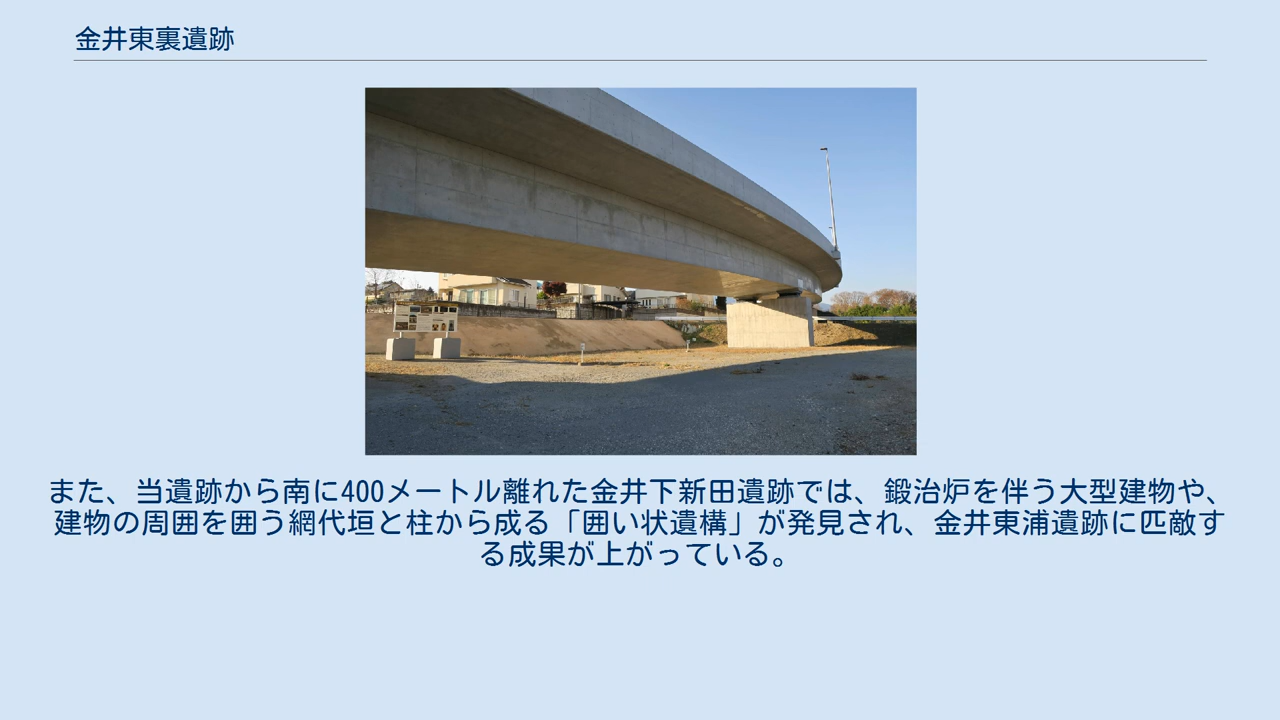 金井東裏遺跡
また、当遺跡から南に400メートル離れた金井下新田遺跡では、鍛冶炉を伴う大型建物や、
建物の周囲を囲う網代垣と柱から成る「囲い状遺構」が発見され、金井東浦遺跡に匹敵す
る成果が上がっている。